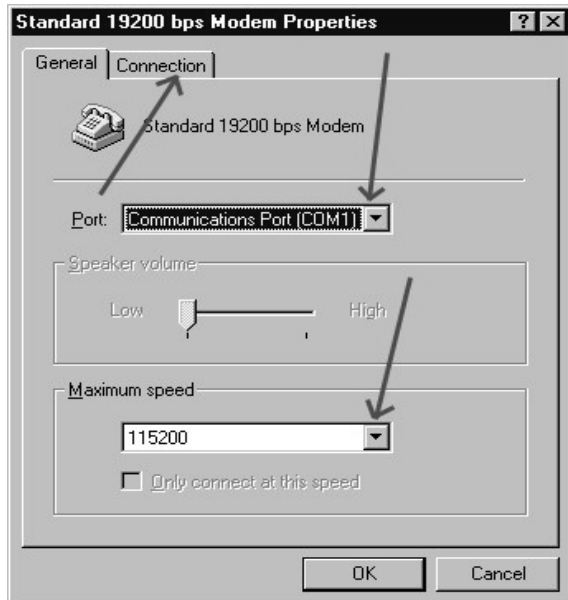 Standard 19200 bps Modem Properties
General Connection
Standard 19200 bps Modem
Port: Communications Port (COM1)
Speaker volume
Low High
Maximum speed
115200
Only connect at this speed
OK Cancel